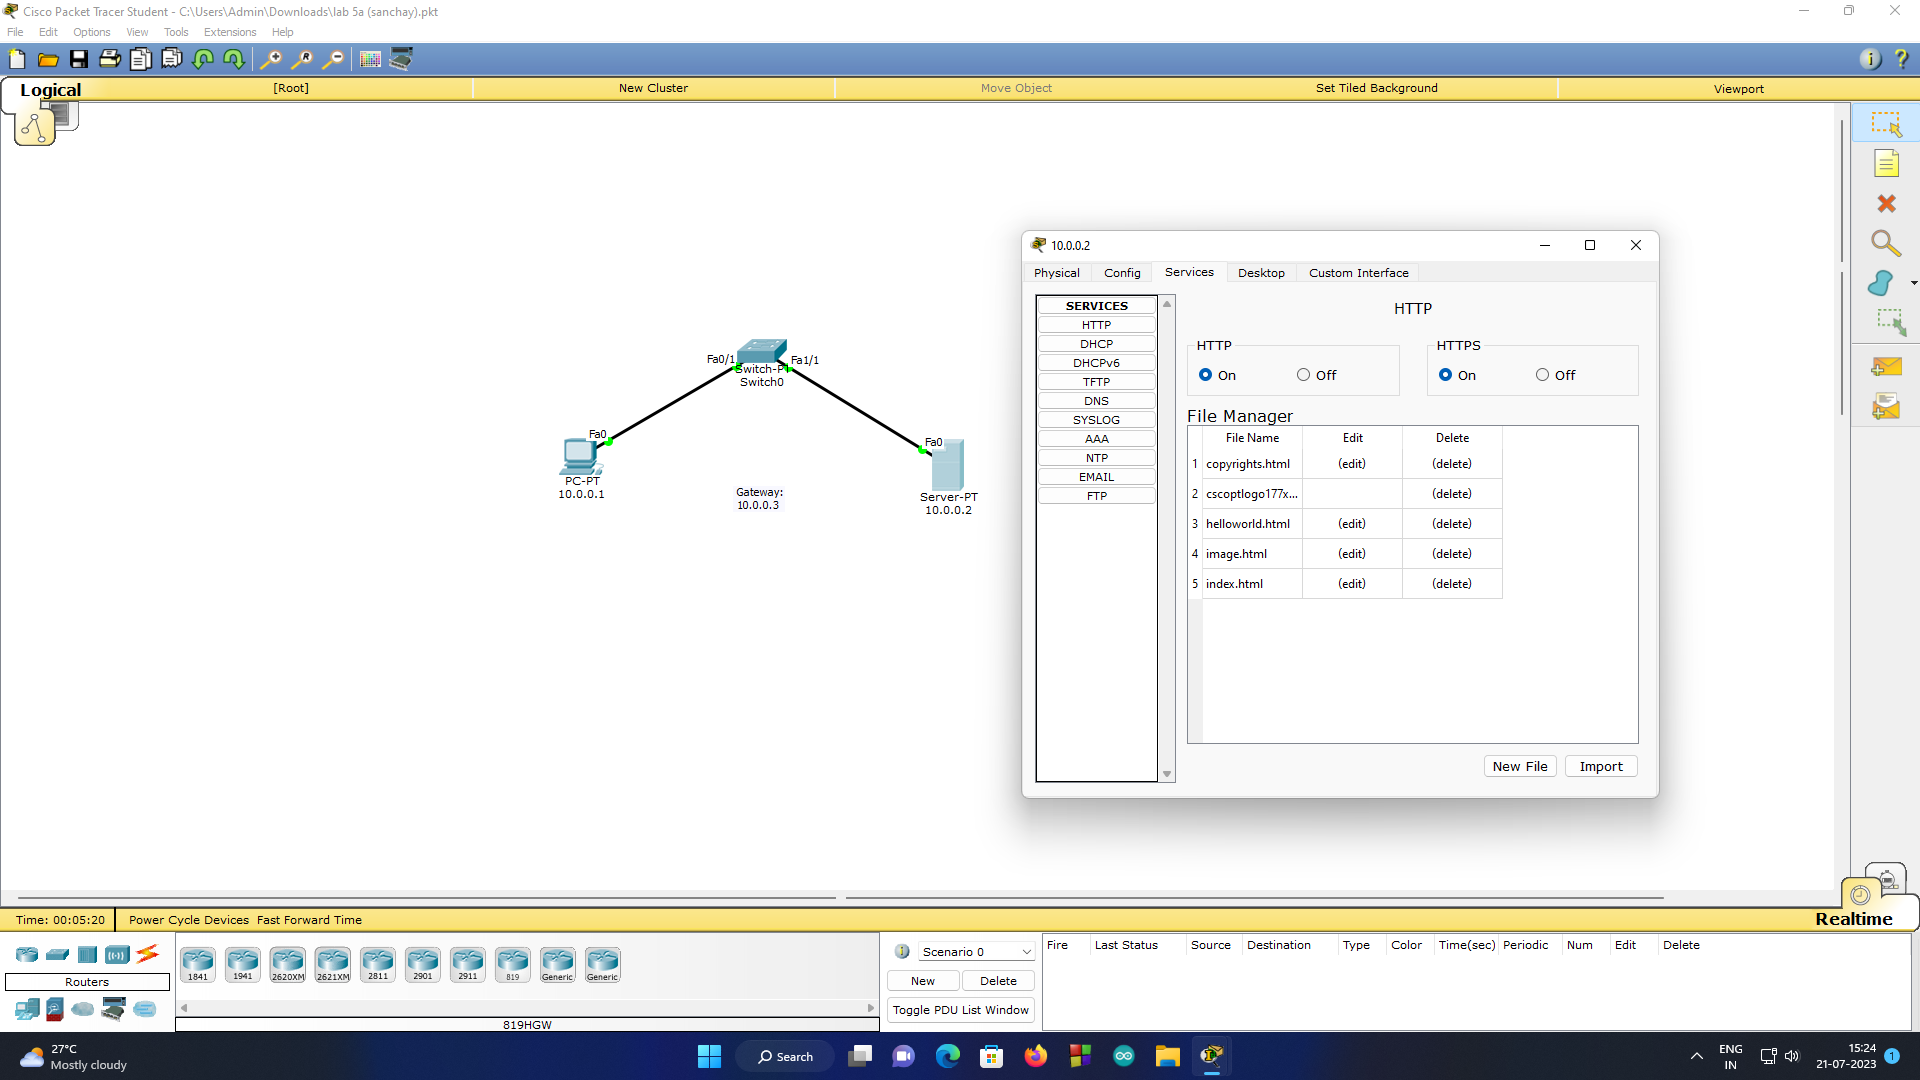 Cisco Packet Tracer Student - C:\Users\Admin\Downloads\lab 5a (sanchay).pkt
File Edit Options View Tools Extensions Help
Logical [Root] New Cluster Move Object Set Tiled Background Viewport
10.0.0.2
Physical Config Services Desktop Custom Interface
SERVICES
HTTP
DHCP
DHCPv6
TFTP
DNS
SYSLOG
AAA
NTP
EMAIL
FTP
HTTP
HTTP HTTPS
On Off On Off
File Manager
File Name Edit Delete
1 copyrights.html (edit) (delete)
2 cscoptlogo177x... (delete)
3 helloworld.html (edit) (delete)
4 image.html (edit) (delete)
5 index.html (edit) (delete)
New File Import
Fa0/1 Fa1/1
Switch-PT
Switch0
Fa0
PC-PT
10.0.0.1
Gateway:
10.0.0.3
Fa0
Server-PT
10.0.0.2
Time: 00:05:20 Power Cycle Devices Fast Forward Time Realtime
Routers
1841 1941 2620XM 2621XM 2811 2901 2911 819 Generic Generic
819HGW
Scenario 0
New Delete
Toggle PDU List Window
Fire Last Status Source Destination Type Color Time(sec) Periodic Num Edit Delete
27°C
Mostly cloudy
Search
ENG
IN
15:24
21-07-2023
1